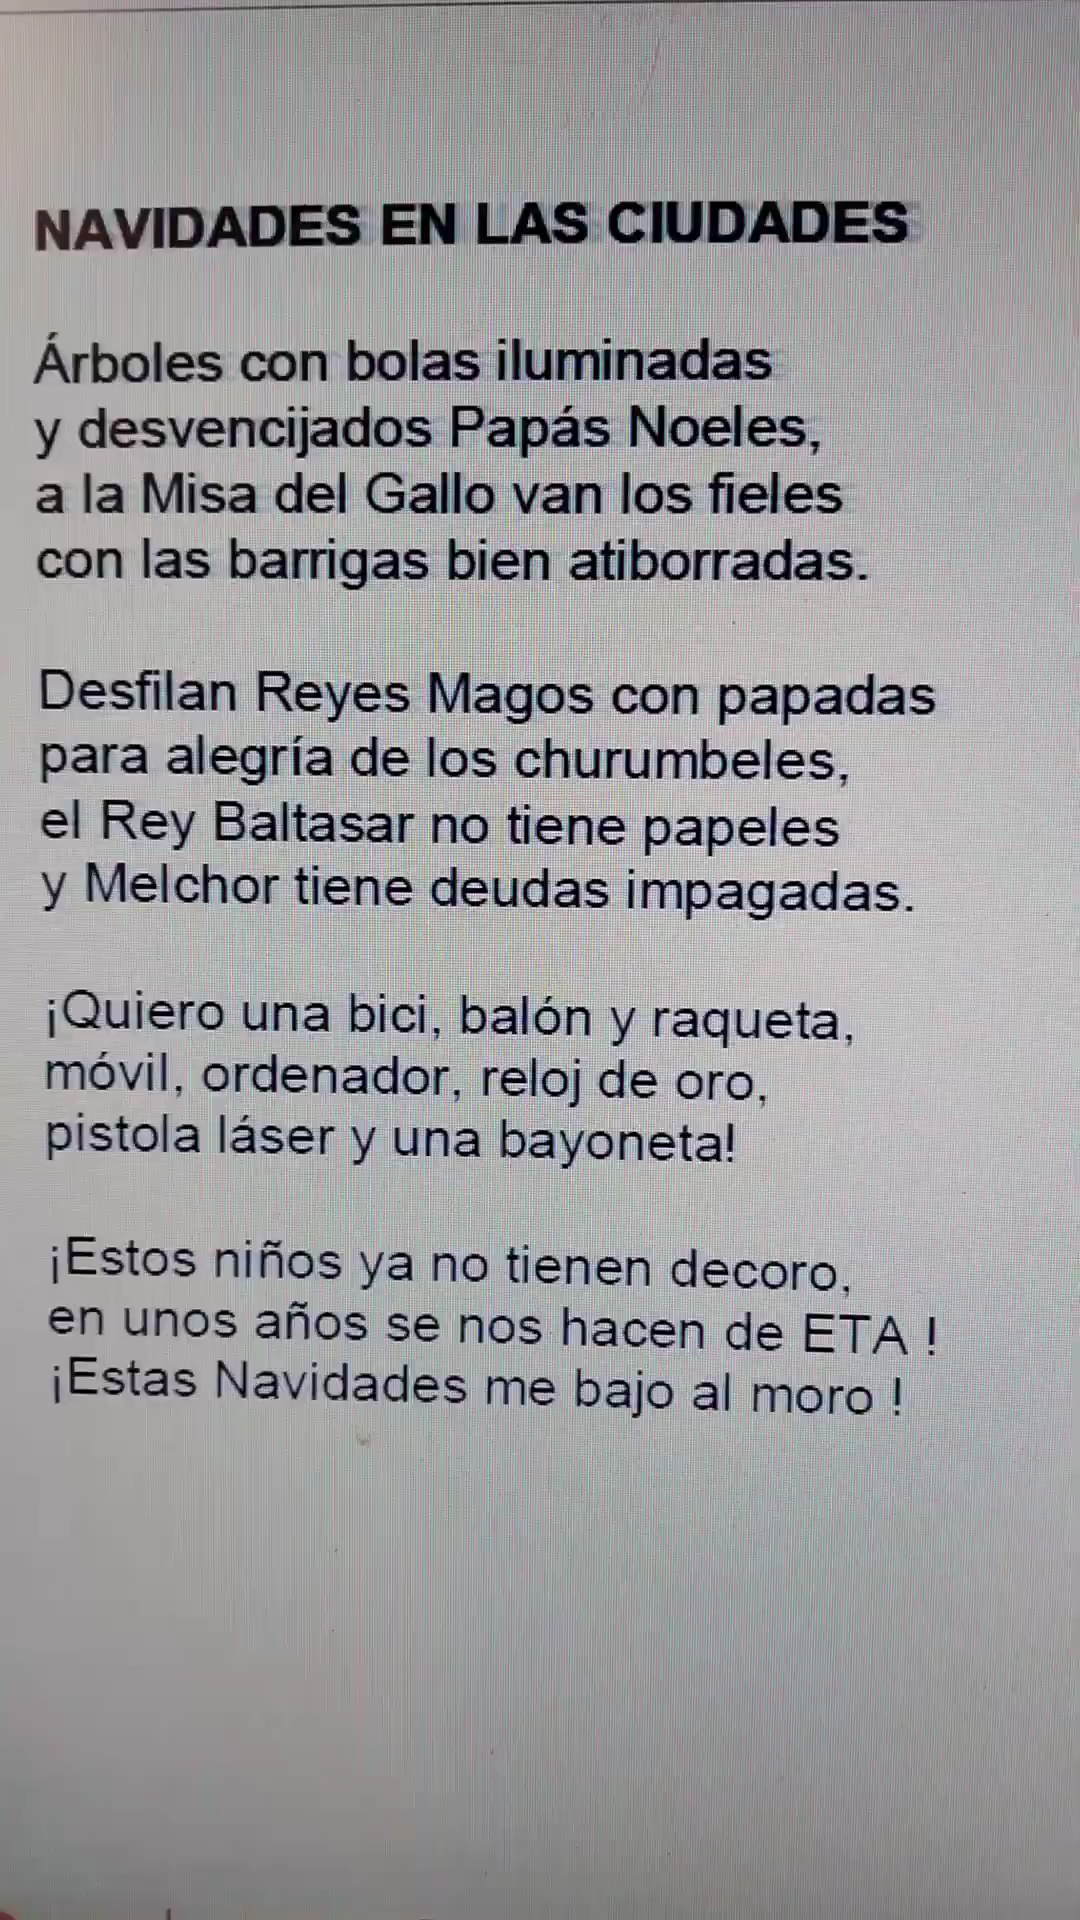 NAVIDADES EN LAS CIUDADES
Árboles con bolas iluminadas
y desvencijados Papás Noeles,
a la Misa del Gallo van los fieles
con las barrigas bien atiborradas.
Desfilan Reyes Magos con papadas
para alegría de los churumbeles,
el Rey Baltasar no tiene papeles
y Melchor tiene deudas impagadas.
¡Quiero una bici, balón y raqueta,
móvil, ordenador, reloj de oro,
pistola láser y una bayoneta!
¡Estos niños ya no tienen decoro,
en unos años se nos hacen de ETA !
¡Estas Navidades me bajo al moro !